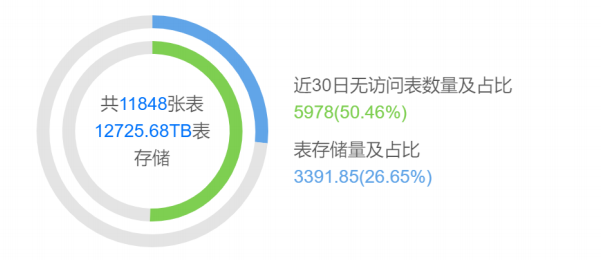 共11848张表
12725.68TB表
存储
近30日无访问表数量及占比
5978(50.46%)
表存储量及占比
3391.85(26.65%)